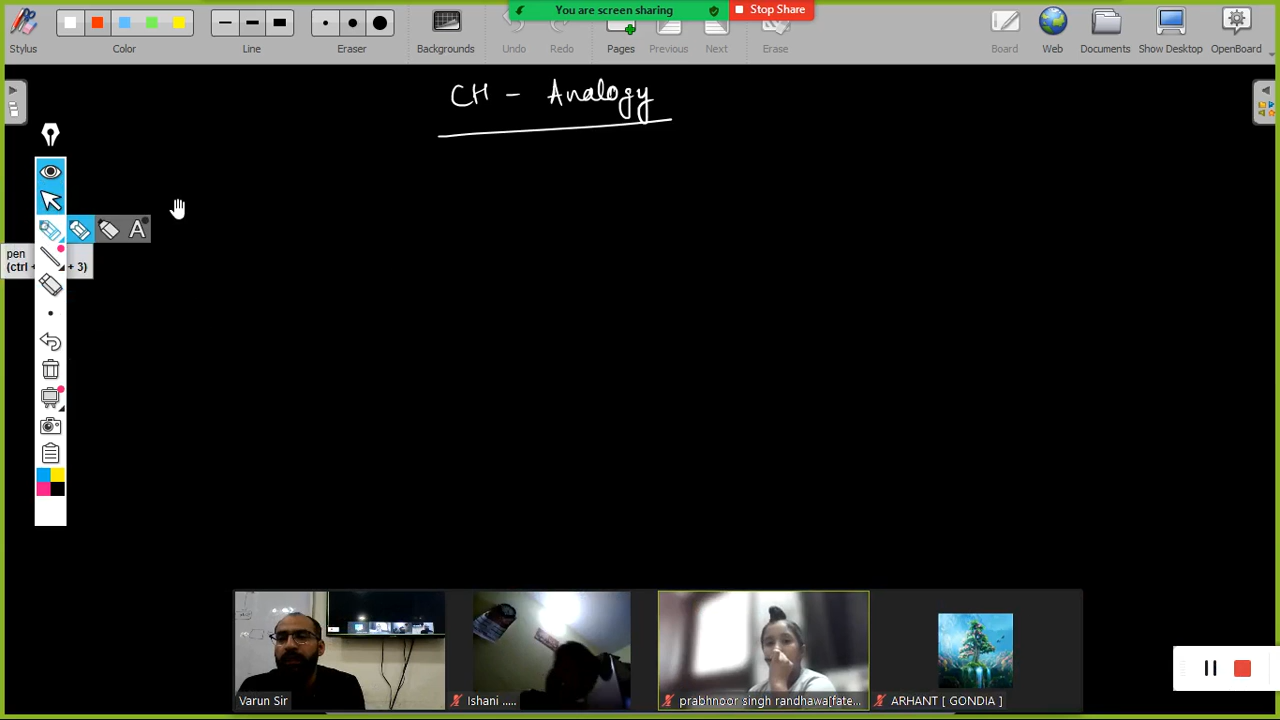 You are screen sharing
Stop Share
Stylus
Color
Line
Eraser
Backgrounds
Undo
Redo
Pages
Previous
Next
Erase
Board
Web
Documents
Show Desktop
OpenBoard
CH - Analogy
A
pen
(ctrl + + 3)
Varun Sir
Ishani .....
prabhnoor singh randhawa[fate...
ARHANT [ GONDIA ]